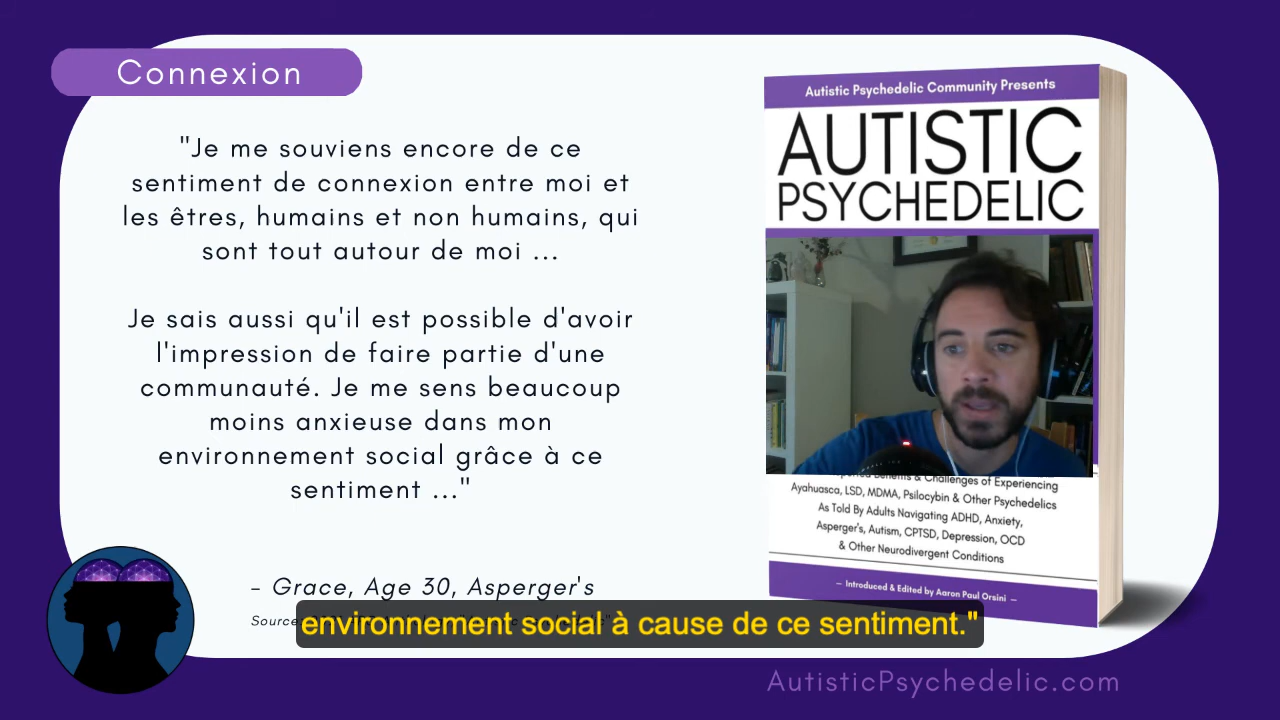 Connexion
"Je me souviens encore de ce
sentiment de connexion entre moi et
les êtres, humains et non humains, qui
sont tout autour de moi ...
Je sais aussi qu'il est possible d'avoir
l'impression de faire partie d'une
communauté. Je me sens beaucoup
moins anxieuse dans mon
environnement social grâce à ce
sentiment ..."
– Grace, Age 30, Asperger's
Source
environnement social à cause de ce sentiment."
Autistic Psychedelic Community Presents
AUTISTIC
PSYCHEDELIC
Benefits & Challenges of Experiencing
Ayahuasca, LSD, MDMA, Psilocybin & Other Psychedelics
As Told By Adults Navigating ADHD, Anxiety,
Asperger's, Autism, CPTSD, Depression, OCD
& Other Neurodivergent Conditions
— Introduced & Edited by Aaron Paul Orsini —
AutisticPsychedelic.com